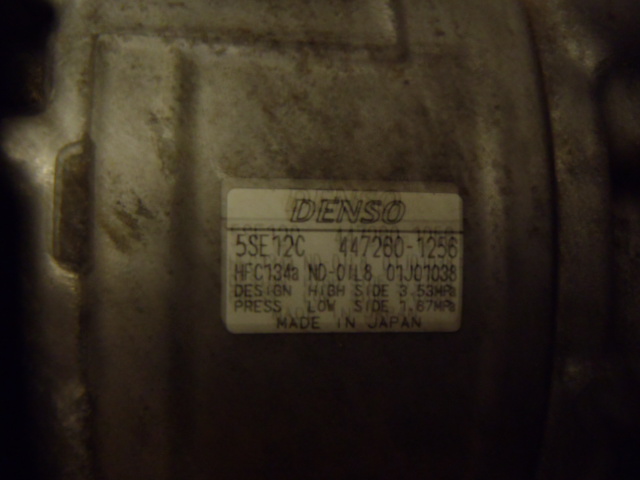 DENSO
5SE12C 447260-1256
HFC134a ND-OIL8 01J01038
DESIGN HIGH SIDE 3.53MPa
PRESS LOW SIDE 1.67MPa
MADE IN JAPAN